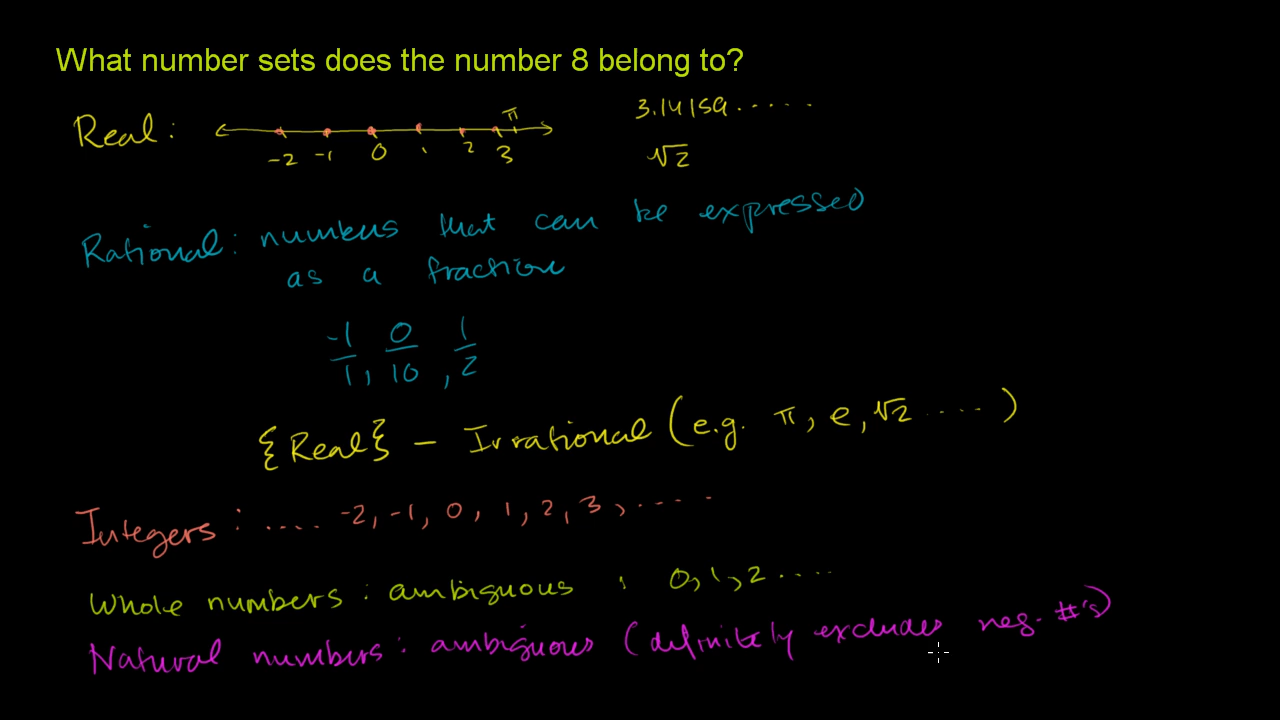 What number sets does the number 8 belong to?
Real: -2 -1 0 1 2 3 π 3.14159.....
√2
Rational: numbers that can be expressed
as a fraction
-1/1, 0/10, 1/2
{Real} - Irrational (e.g. π, e, √2 ....)
Integers: .... -2, -1, 0, 1, 2, 3, .....
Whole numbers: ambiguous : 0, 1, 2 ....
Natural numbers: ambiguous (definitely excludes neg. #'s)